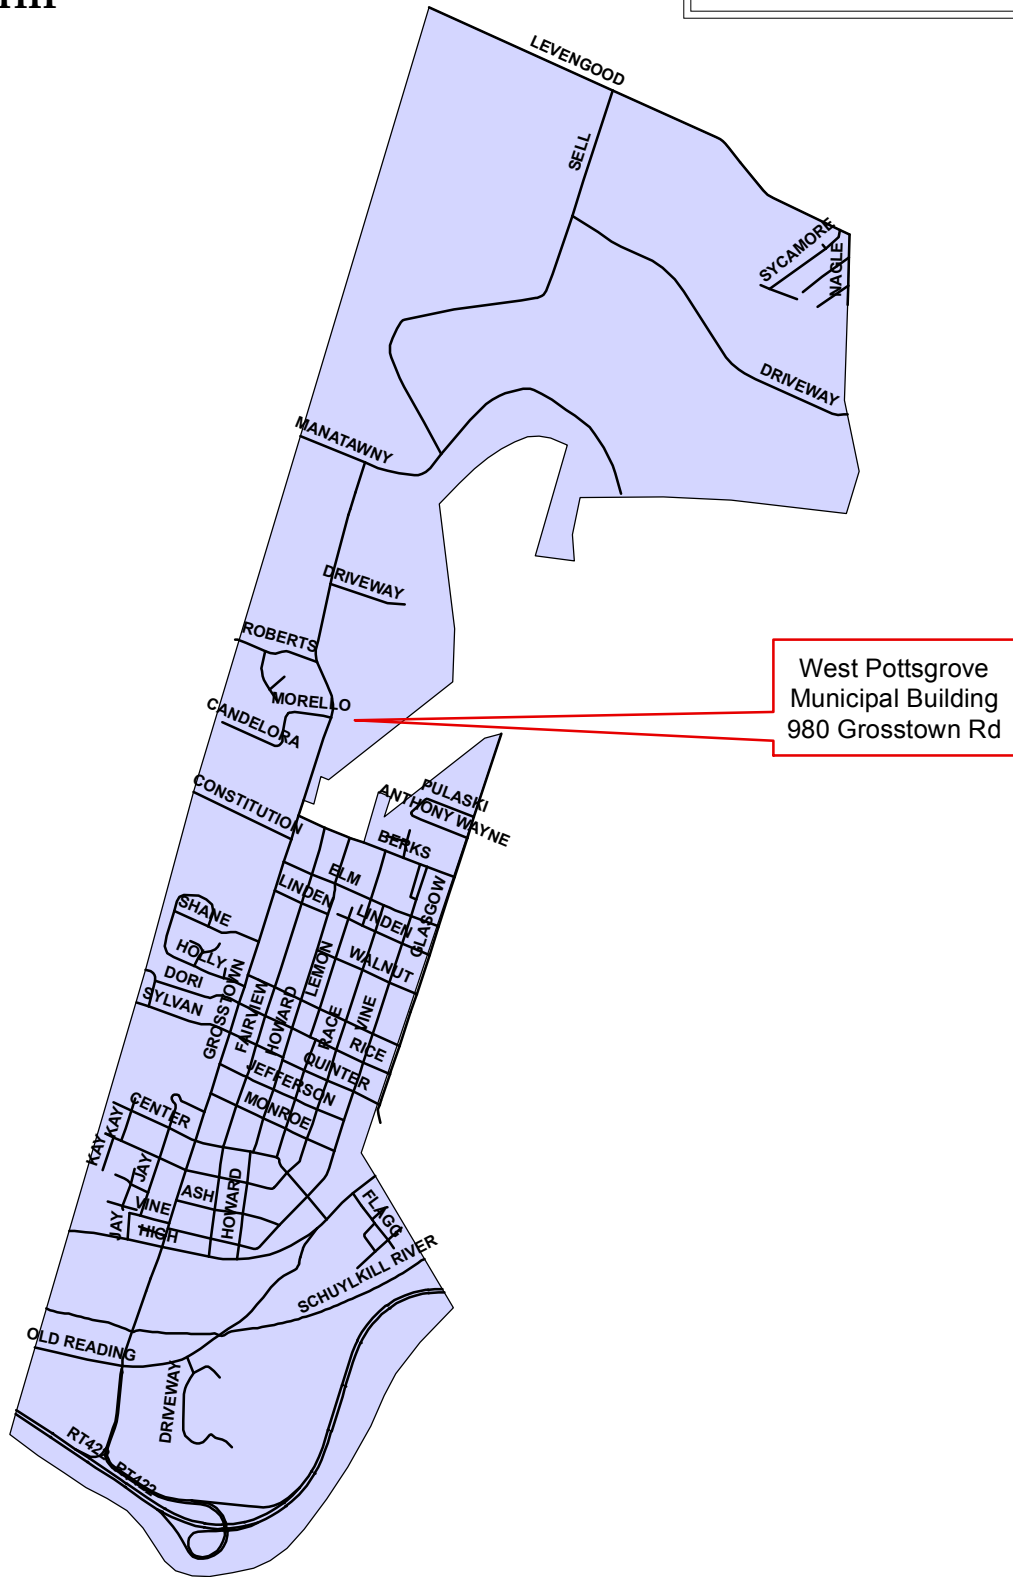 LEVENGOOD
SELL
SYCAMORE
NAGLE
DRIVEWAY
MANATAWNY
DRIVEWAY
ROBERTS
MORELLO
CANDELORA
West Pottsgrove
Municipal Building
980 Grosstown Rd
CONSTITUTION
PULASKI
ANTHONY WAYNE
BERKS
ELM
LINDEN
LINDEN
GLASGOW
SHANE
WALNUT
HOLLY
LEMON
DORI
SYLVAN
GROSSTOWN
FAIRVIEW
HOWARD
RACE
VINE
RICE
QUINTER
JEFFERSON
MONROE
CENTER
KAY
KAY
JAY
ASH
HOWARD
VINE
JAY
HIGH
FLAGG
SCHUYLKILL RIVER
OLD READING
DRIVEWAY
RT422
RT422